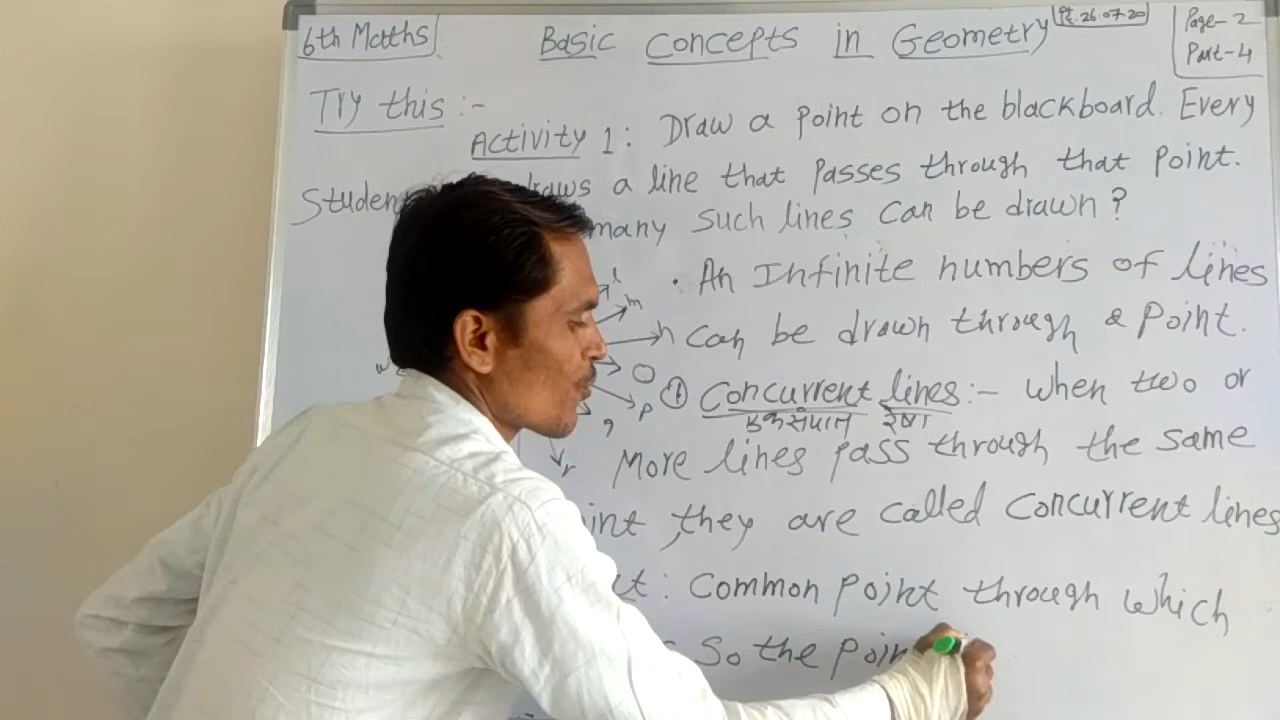 6th Maths
Basic Concepts in Geometry
26.07.20
Page-2
Part-4
Try this :-
Activity 1: Draw a point on the blackboard. Every
Student draws a line that passes through that point.
many such lines can be drawn?
. An Infinite numbers of lines
can be drawn through a point.
① Concurrent lines:- when two or
एकसंपात रेषा
More lines pass through the same
they are called concurrent lines
: Common point through which
So the
l
m
n
O
p
q
r